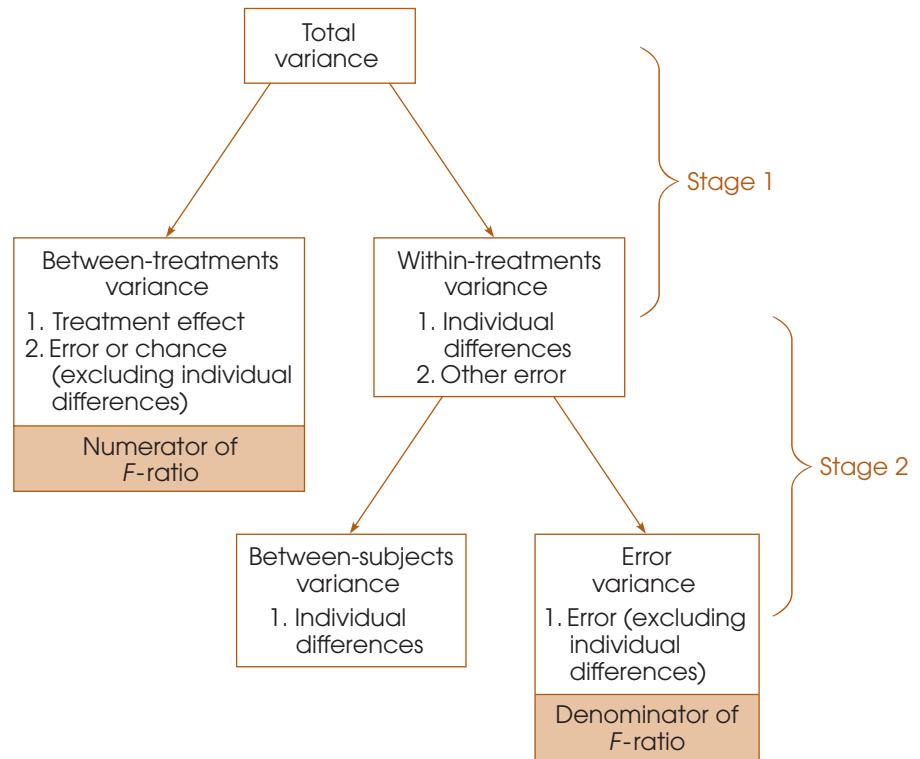 Total
variance
Stage 1
Between-treatments
variance
1. Treatment effect
2. Error or chance
(excluding individual
differences)
Numerator of
F-ratio
Within-treatments
variance
1. Individual
differences
2. Other error
Stage 2
Between-subjects
variance
1. Individual
differences
Error
variance
1. Error (excluding
individual
differences)
Denominator of
F-ratio